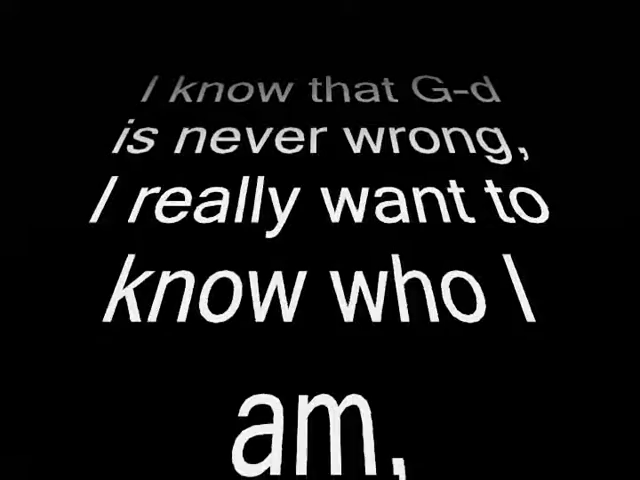 I know that G-d
is never wrong,
I really want to
know who I
am,